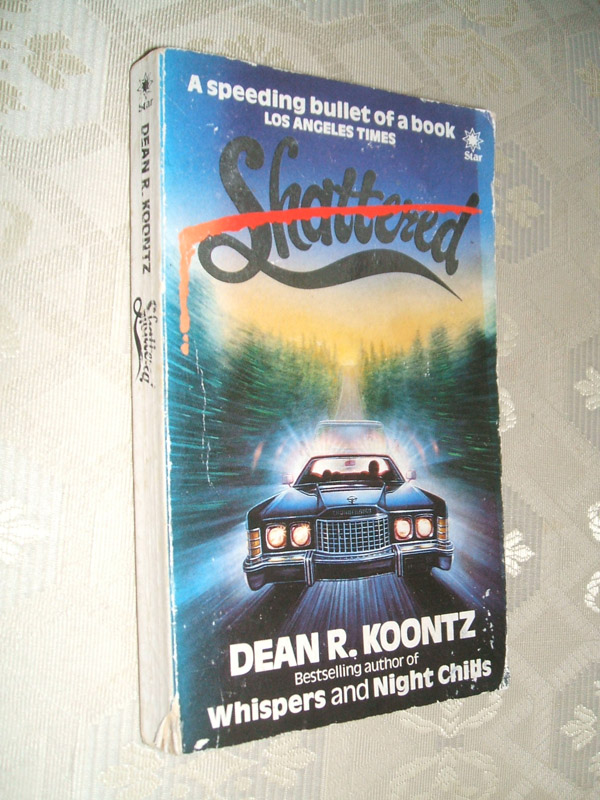 A speeding bullet of a book
LOS ANGELES TIMES
Star
Shattered
DEAN R. KOONTZ
Bestselling author of
Whispers and Night Chills
Star
DEAN R. KOONTZ
Shattered